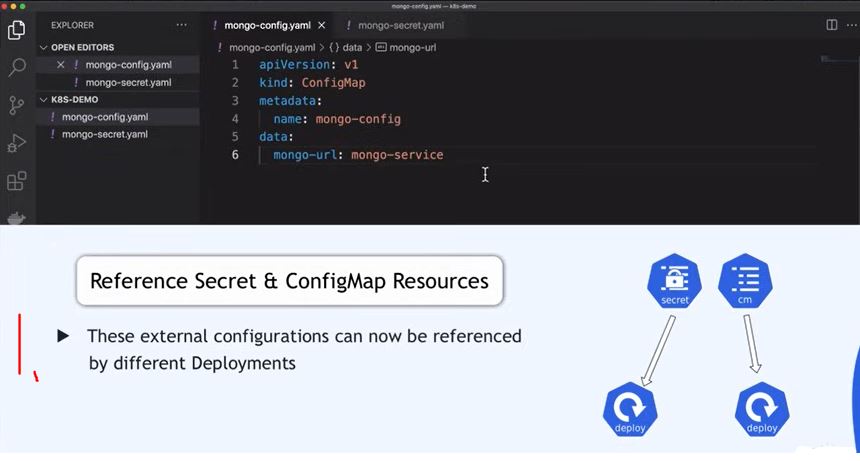 mongo-config.yaml — k8s-demo
EXPLORER ...
! mongo-config.yaml × ! mongo-secret.yaml
OPEN EDITORS
× ! mongo-config.yaml
! mongo-secret.yaml
K8S-DEMO
! mongo-config.yaml
! mongo-secret.yaml
! mongo-config.yaml > {} data > mongo-url
1 apiVersion: v1
2 kind: ConfigMap
3 metadata:
4 name: mongo-config
5 data:
6 mongo-url: mongo-service
Reference Secret & ConfigMap Resources
These external configurations can now be referenced
by different Deployments
secret
cm
deploy
deploy